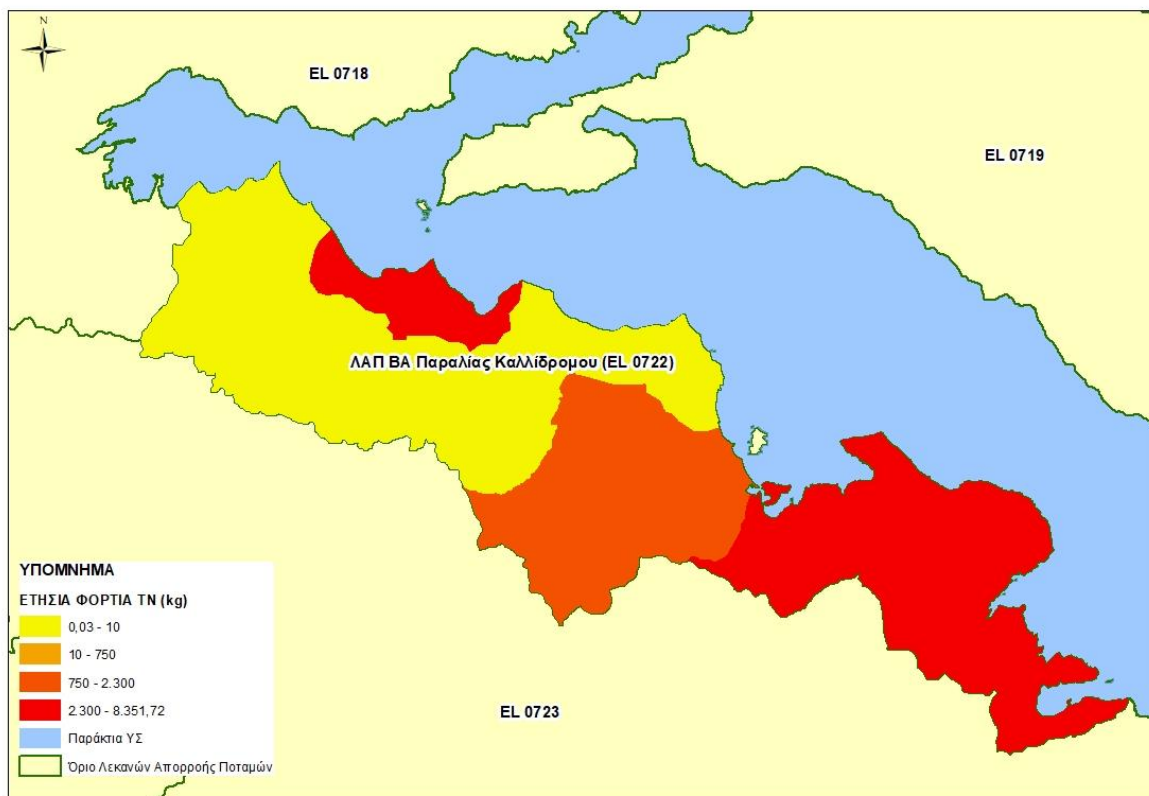 N
EL 0718
EL 0719
ΛΑΠ ΒΑ Παραλίας Καλλίδρομου (EL 0722)
EL 0723
ΥΠΟΜΝΗΜΑ
ΕΤΗΣΙΑ ΦΟΡΤΙΑ TN (kg)
0,03 - 10
10 - 750
750 - 2.300
2.300 - 8.351,72
Παράκτια ΥΣ
Όριο Λεκανών Απορροής Ποταμών